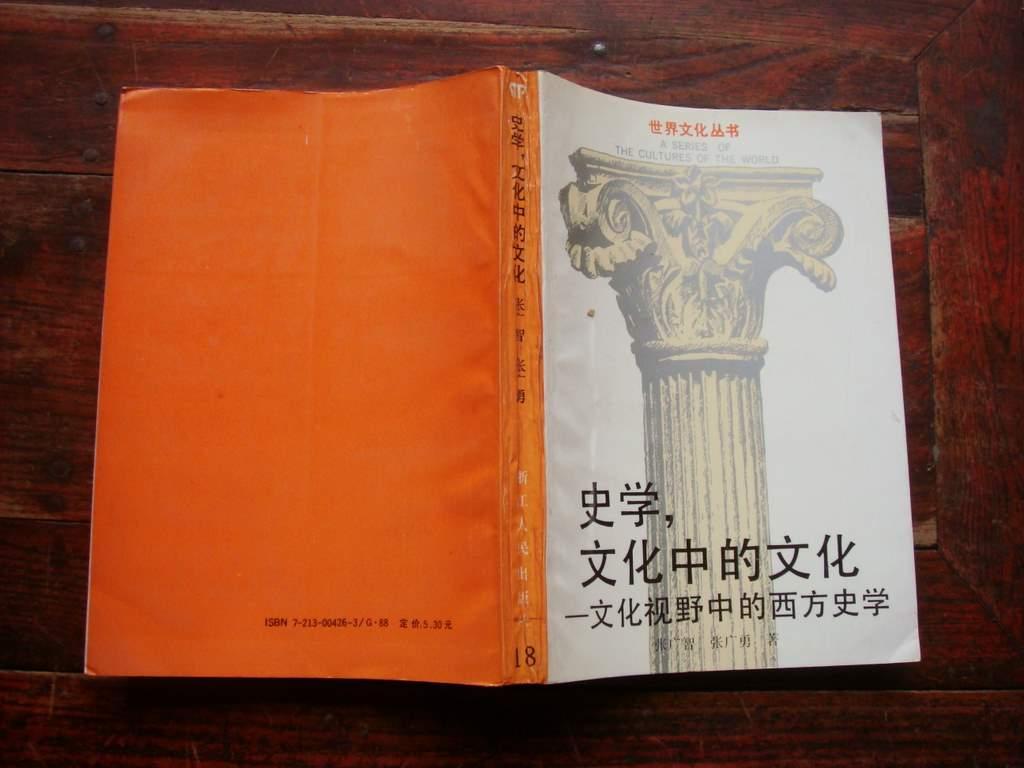 世界文化丛书
A SERIES OF
THE CULTURES OF THE WORLD
史学,
文化中的文化
—文化视野中的西方史学
张广智 张广勇 著
史学,文化中的文化
张广智 张广勇
浙江人民出版社
18
ISBN 7-213-00426-3/G·88 定价:5.30元